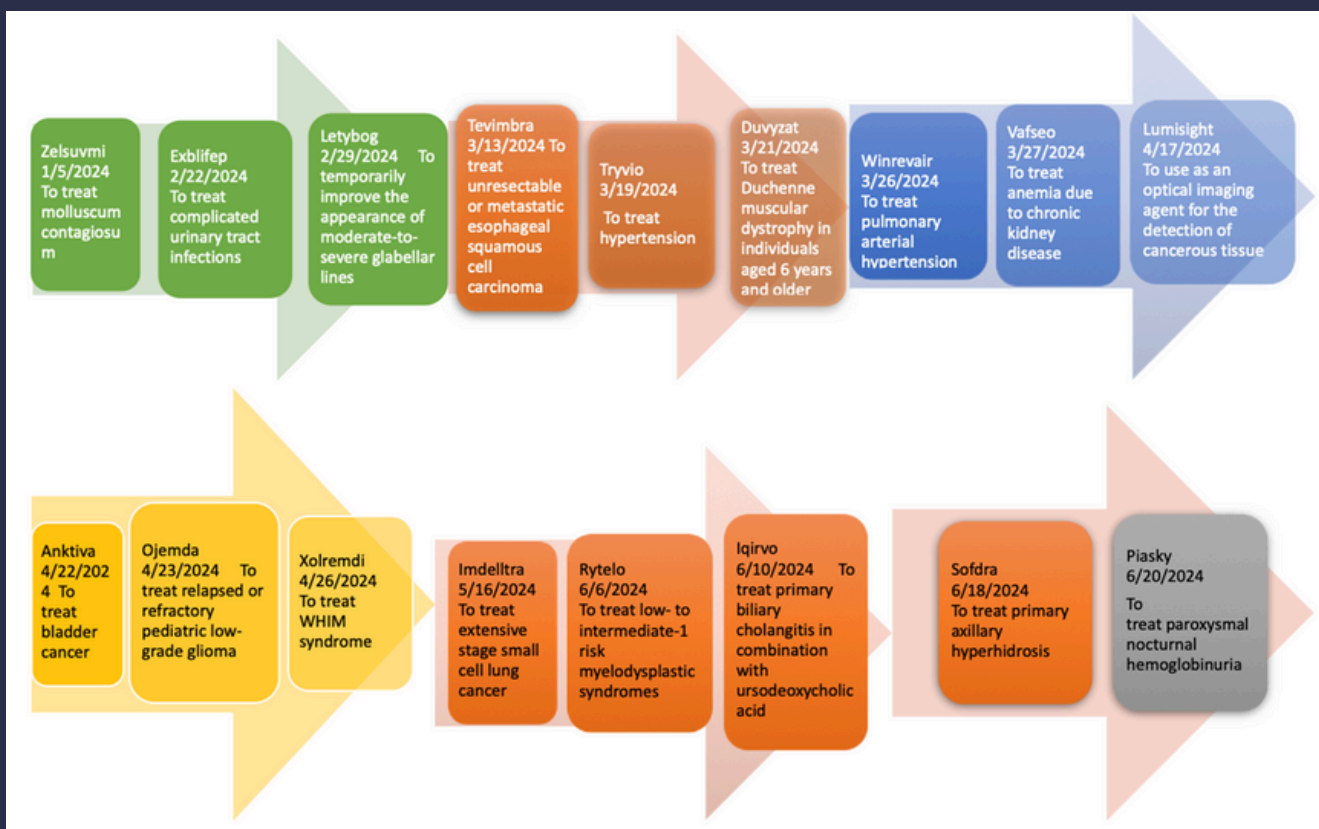 Zelsuvmi
1/5/2024
To treat
molluscum
contagiosu
m
Exblifep
2/22/2024
To treat
complicated
urinary tract
infections
Letybog
2/29/2024 To
temporarily
improve the
appearance of
moderate-to-
severe glabellar
lines
Tevimbra
3/13/2024 To
treat
unresectable
or metastatic
esophageal
squamous
cell
carcinoma
Tryvio
3/19/2024
To treat
hypertension
Duvyzat
3/21/2024
To treat
Duchenne
muscular
dystrophy in
individuals
aged 6 years
and older
Winrevair
3/26/2024
To treat
pulmonary
arterial
hypertension
Vafseo
3/27/2024
To treat
anemia due
to chronic
kidney
disease
Lumisight
4/17/2024
To use as an
optical imaging
agent for the
detection of
cancerous tissue
Anktiva
4/22/202
4 To
treat
bladder
cancer
Ojemda
4/23/2024 To
treat relapsed or
refractory
pediatric low-
grade glioma
Xolremdi
4/26/2024
To treat
WHIM
syndrome
Imdelltra
5/16/2024
To treat
extensive
stage small
cell lung
cancer
Rytelo
6/6/2024
To treat low- to
intermediate-1
risk
myelodysplastic
syndromes
Iqirvo
6/10/2024 To
treat primary
biliary
cholangitis in
combination
with
ursodeoxycholic
acid
Sofdra
6/18/2024
To treat primary
axillary
hyperhidrosis
Piasky
6/20/2024
To
treat paroxysmal
nocturnal
hemoglobinuria